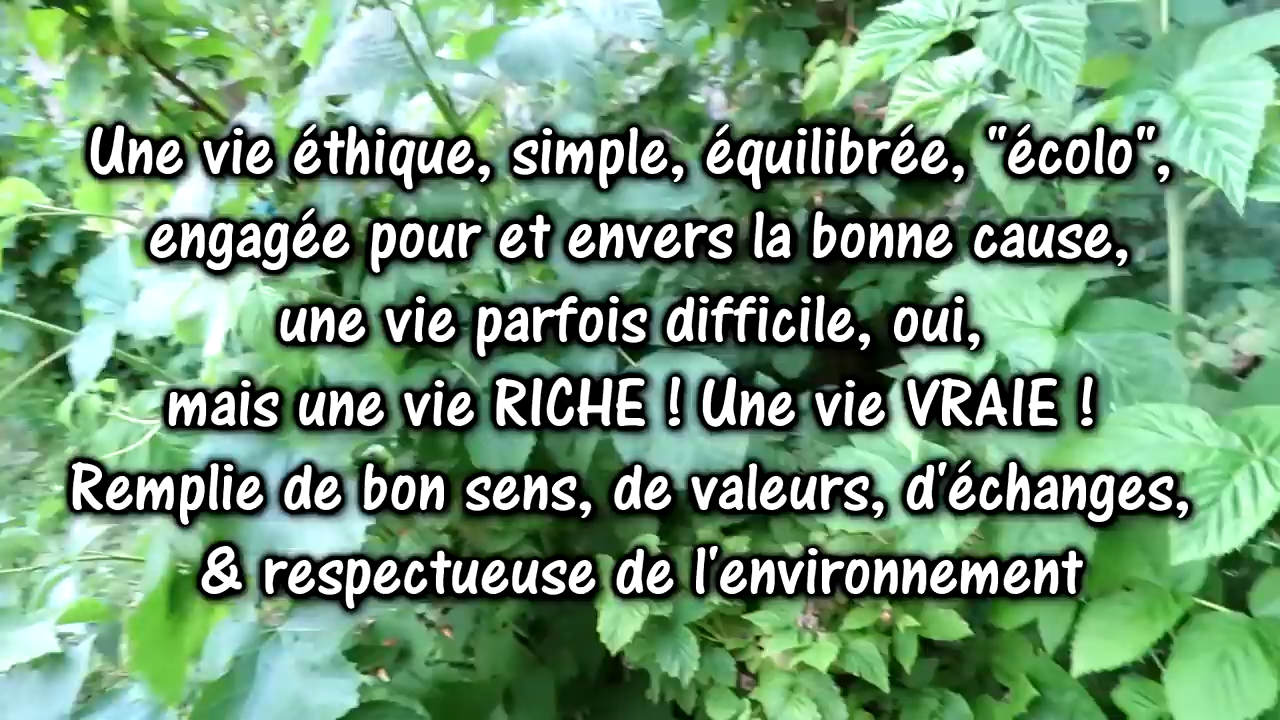 Une vie éthique, simple, équilibrée, "écolo",
engagée pour et envers la bonne cause,
une vie parfois difficile, oui,
mais une vie RICHE ! Une vie VRAIE !
Remplie de bon sens, de valeurs, d'échanges,
& respectueuse de l'environnement